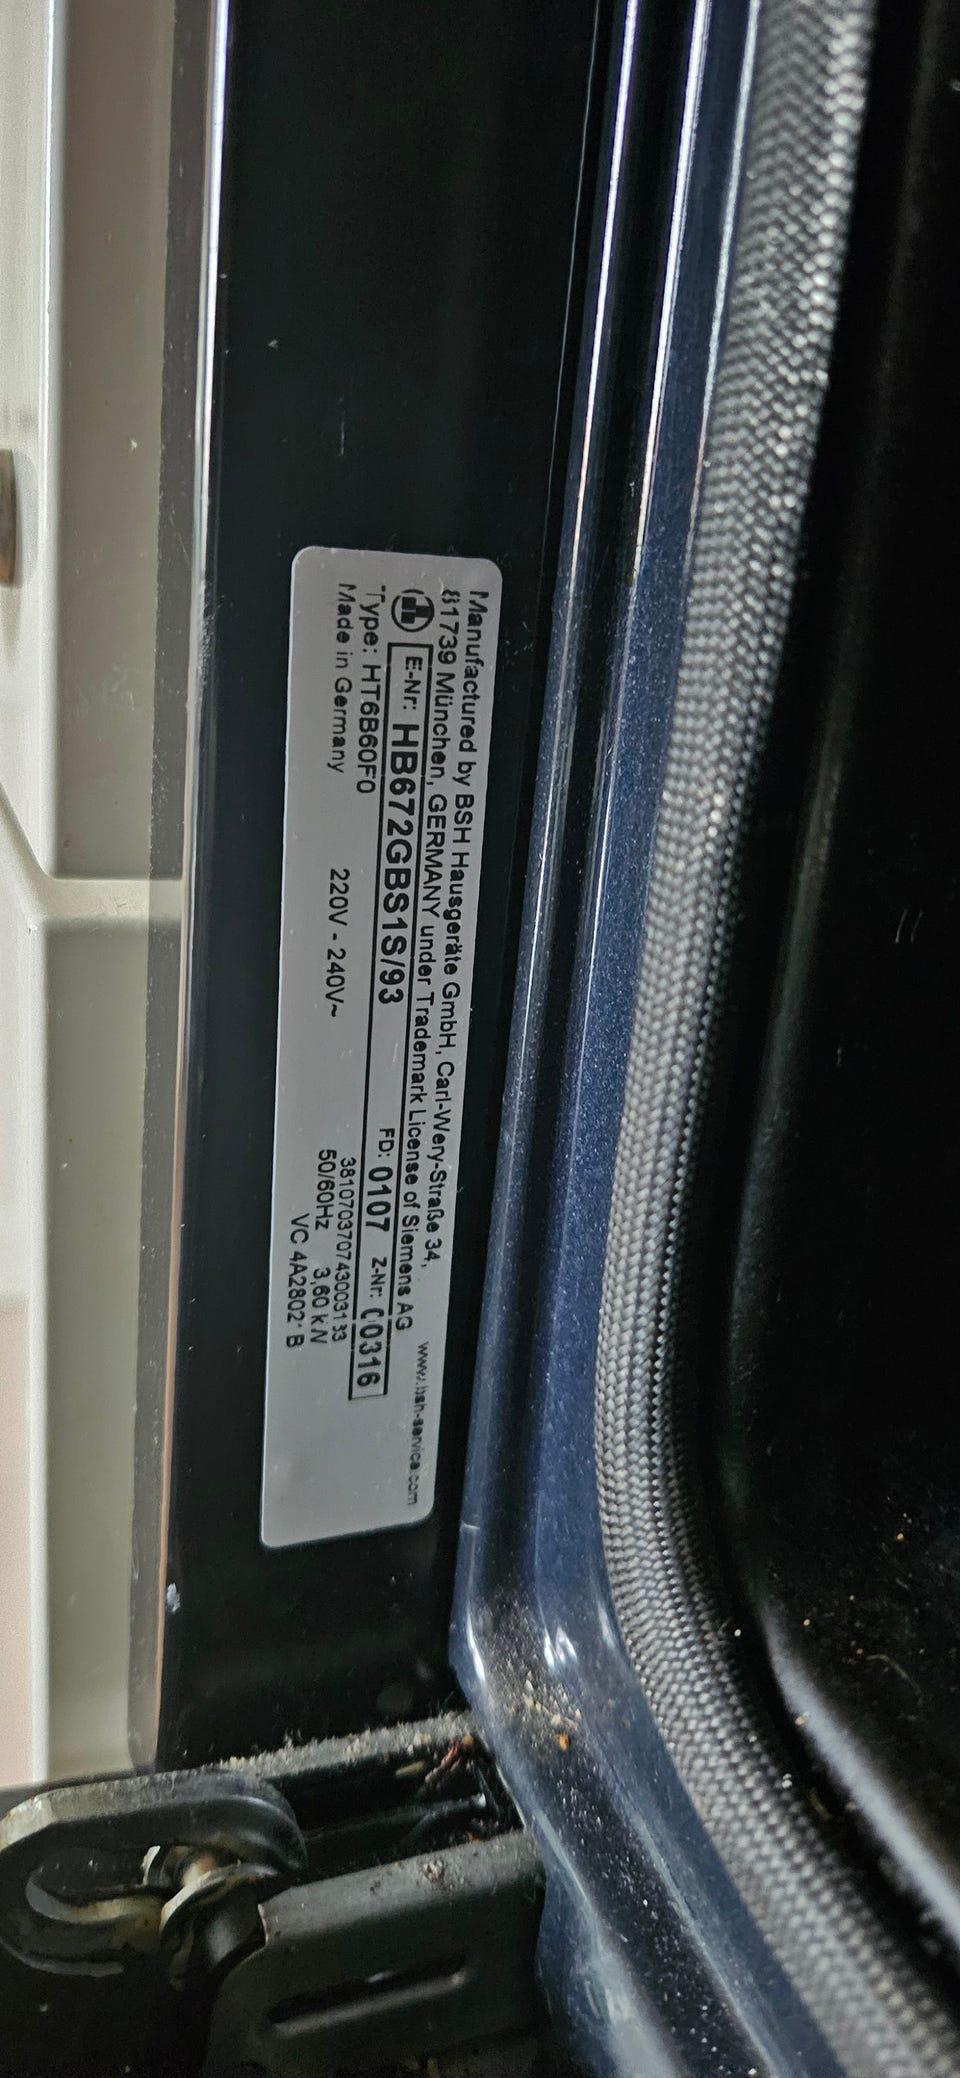 Manufactured by BSH Hausgeräte GmbH, Carl-Wery-Straße 34,
81739 München, GERMANY under Trademark License of Siemens AG
www.bsh-service.com
E-Nr: HB672GBS1S/93
FD: 0107
Z-Nr: C0316
Type: HT6B60F0
Made in Germany
220V - 240V~
50/60Hz
3,60 kW
VC